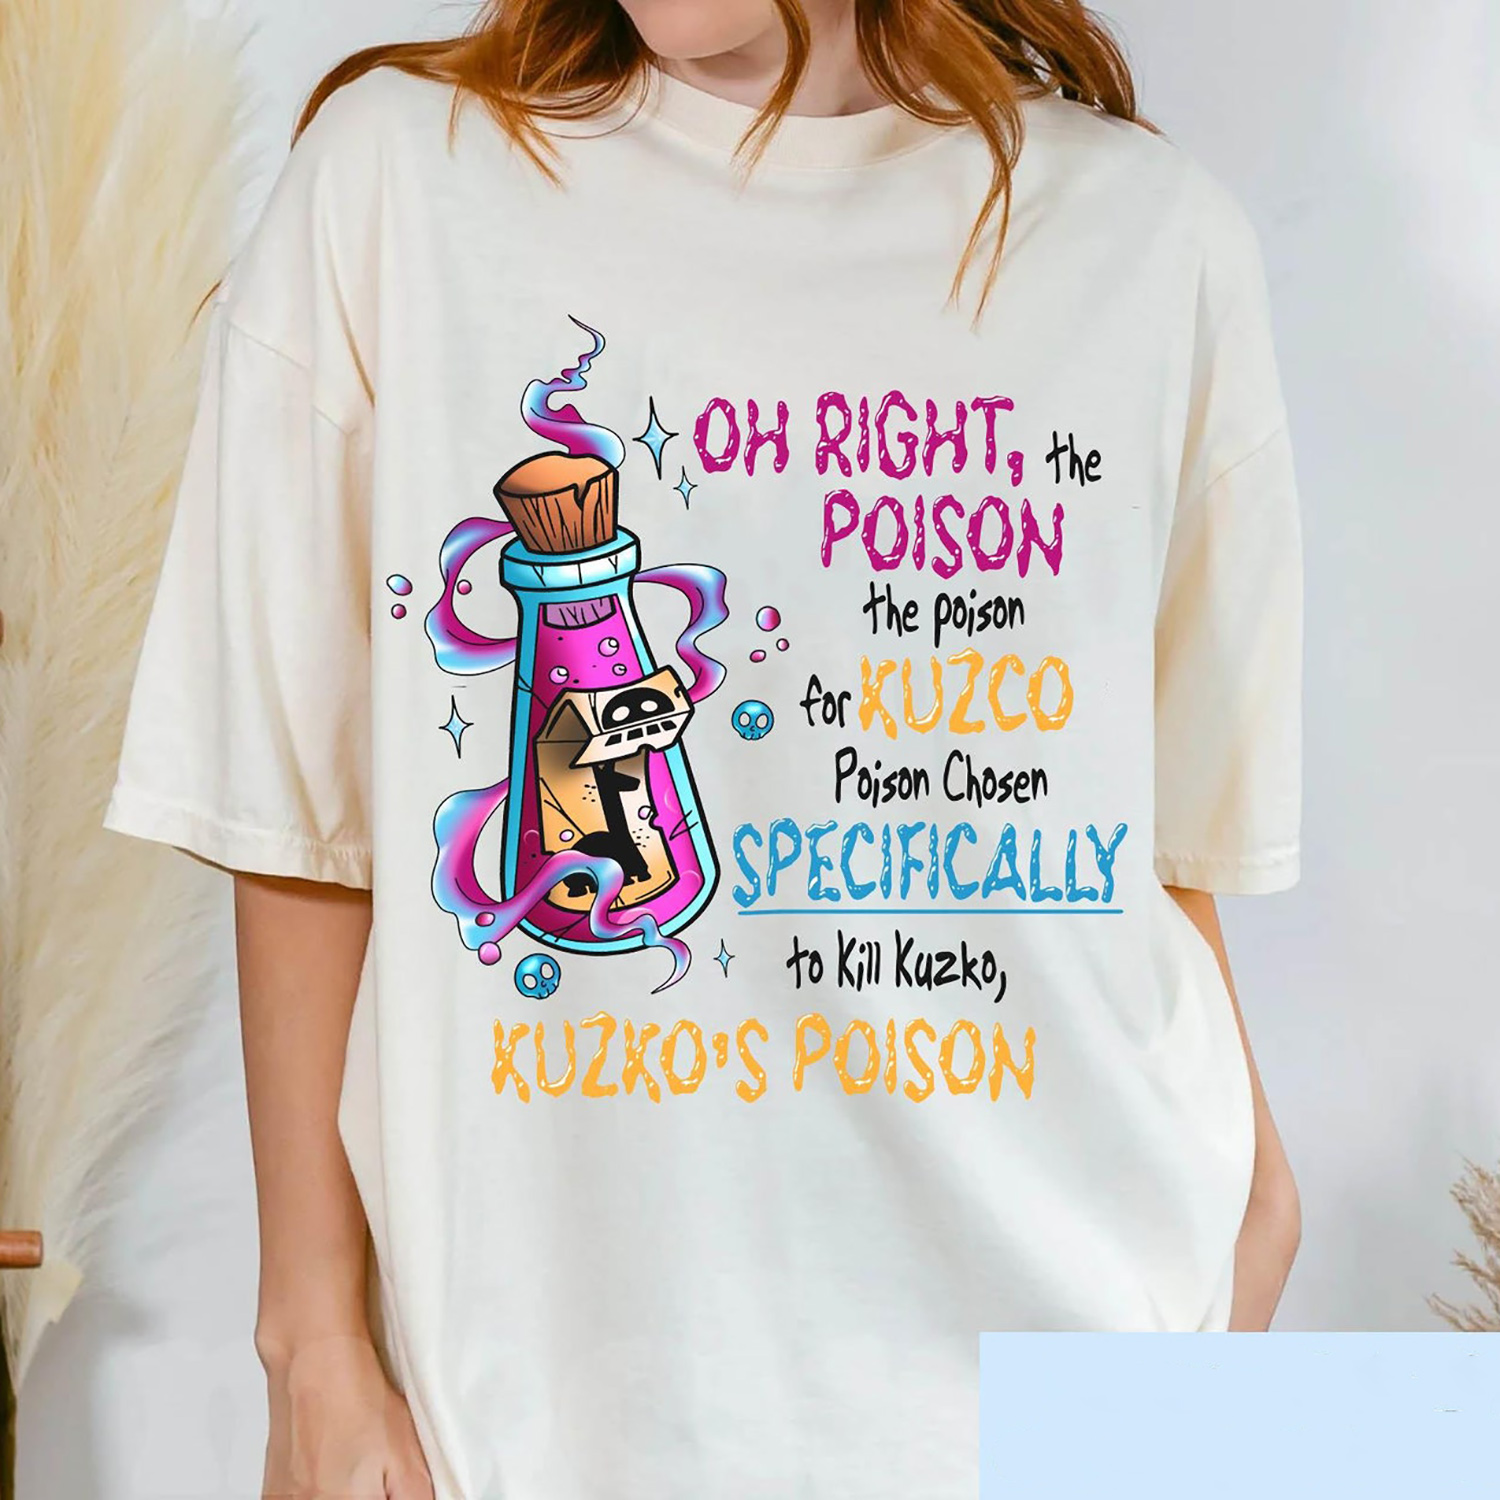 OH RIGHT, the
POISON
the poison
for KUZCO
Poison Chosen
SPECIFICALLY
to Kill Kuzko,
KUZKO'S POISON